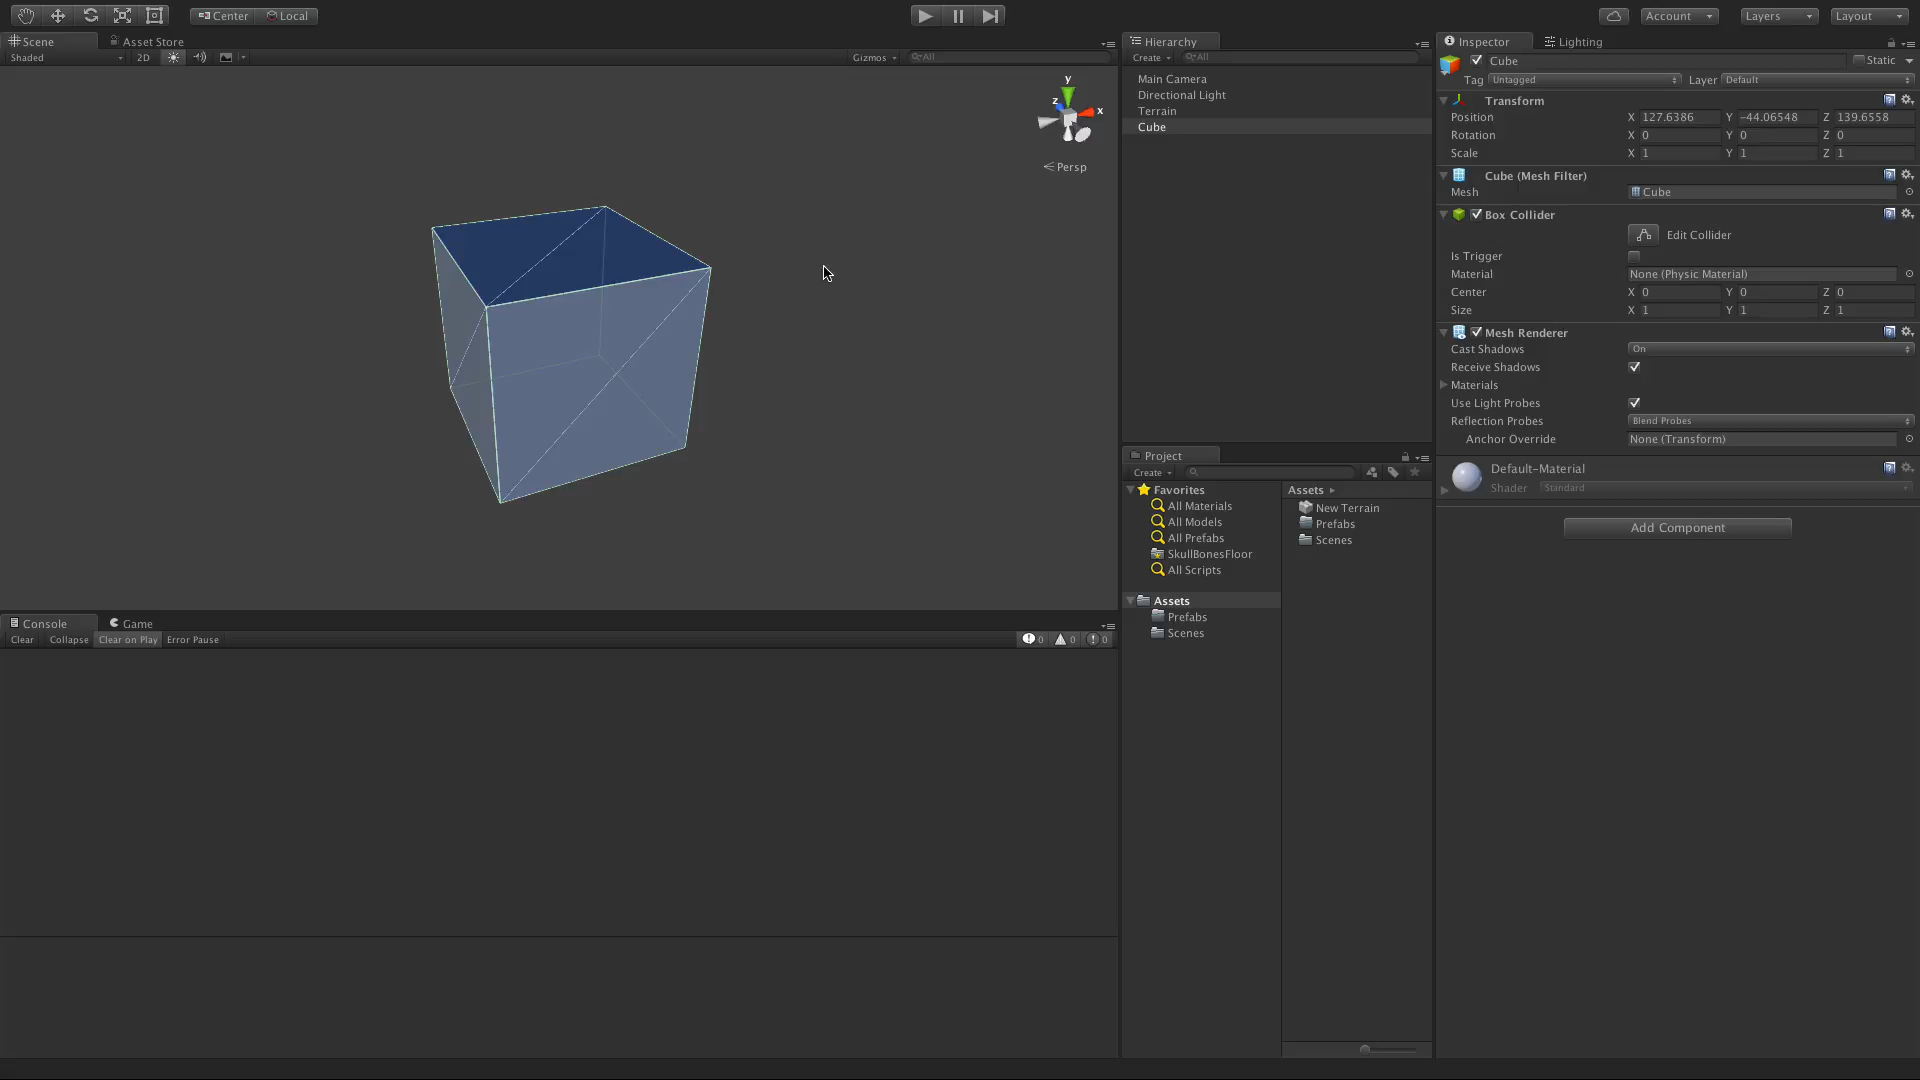 Center Local
Account Layers Layout
Scene Asset Store
Shaded 2D Gizmos All
y
z x
Persp
Console Game
Clear Collapse Clear on Play Error Pause 0 0 0
Hierarchy
Create All
Main Camera
Directional Light
Terrain
Cube
Project
Create
Favorites
All Materials
All Models
All Prefabs
SkullBonesFloor
All Scripts
Assets
Prefabs
Scenes
Assets
New Terrain
Prefabs
Scenes
Inspector Lighting
Cube Static
Tag Untagged Layer Default
Transform
Position X 127.6386 Y -44.06548 Z 139.6558
Rotation X 0 Y 0 Z 0
Scale X 1 Y 1 Z 1
Cube (Mesh Filter)
Mesh Cube
Box Collider
Edit Collider
Is Trigger
Material None (Physic Material)
Center X 0 Y 0 Z 0
Size X 1 Y 1 Z 1
Mesh Renderer
Cast Shadows On
Receive Shadows
Materials
Use Light Probes
Reflection Probes Blend Probes
Anchor Override None (Transform)
Default-Material
Shader Standard
Add Component